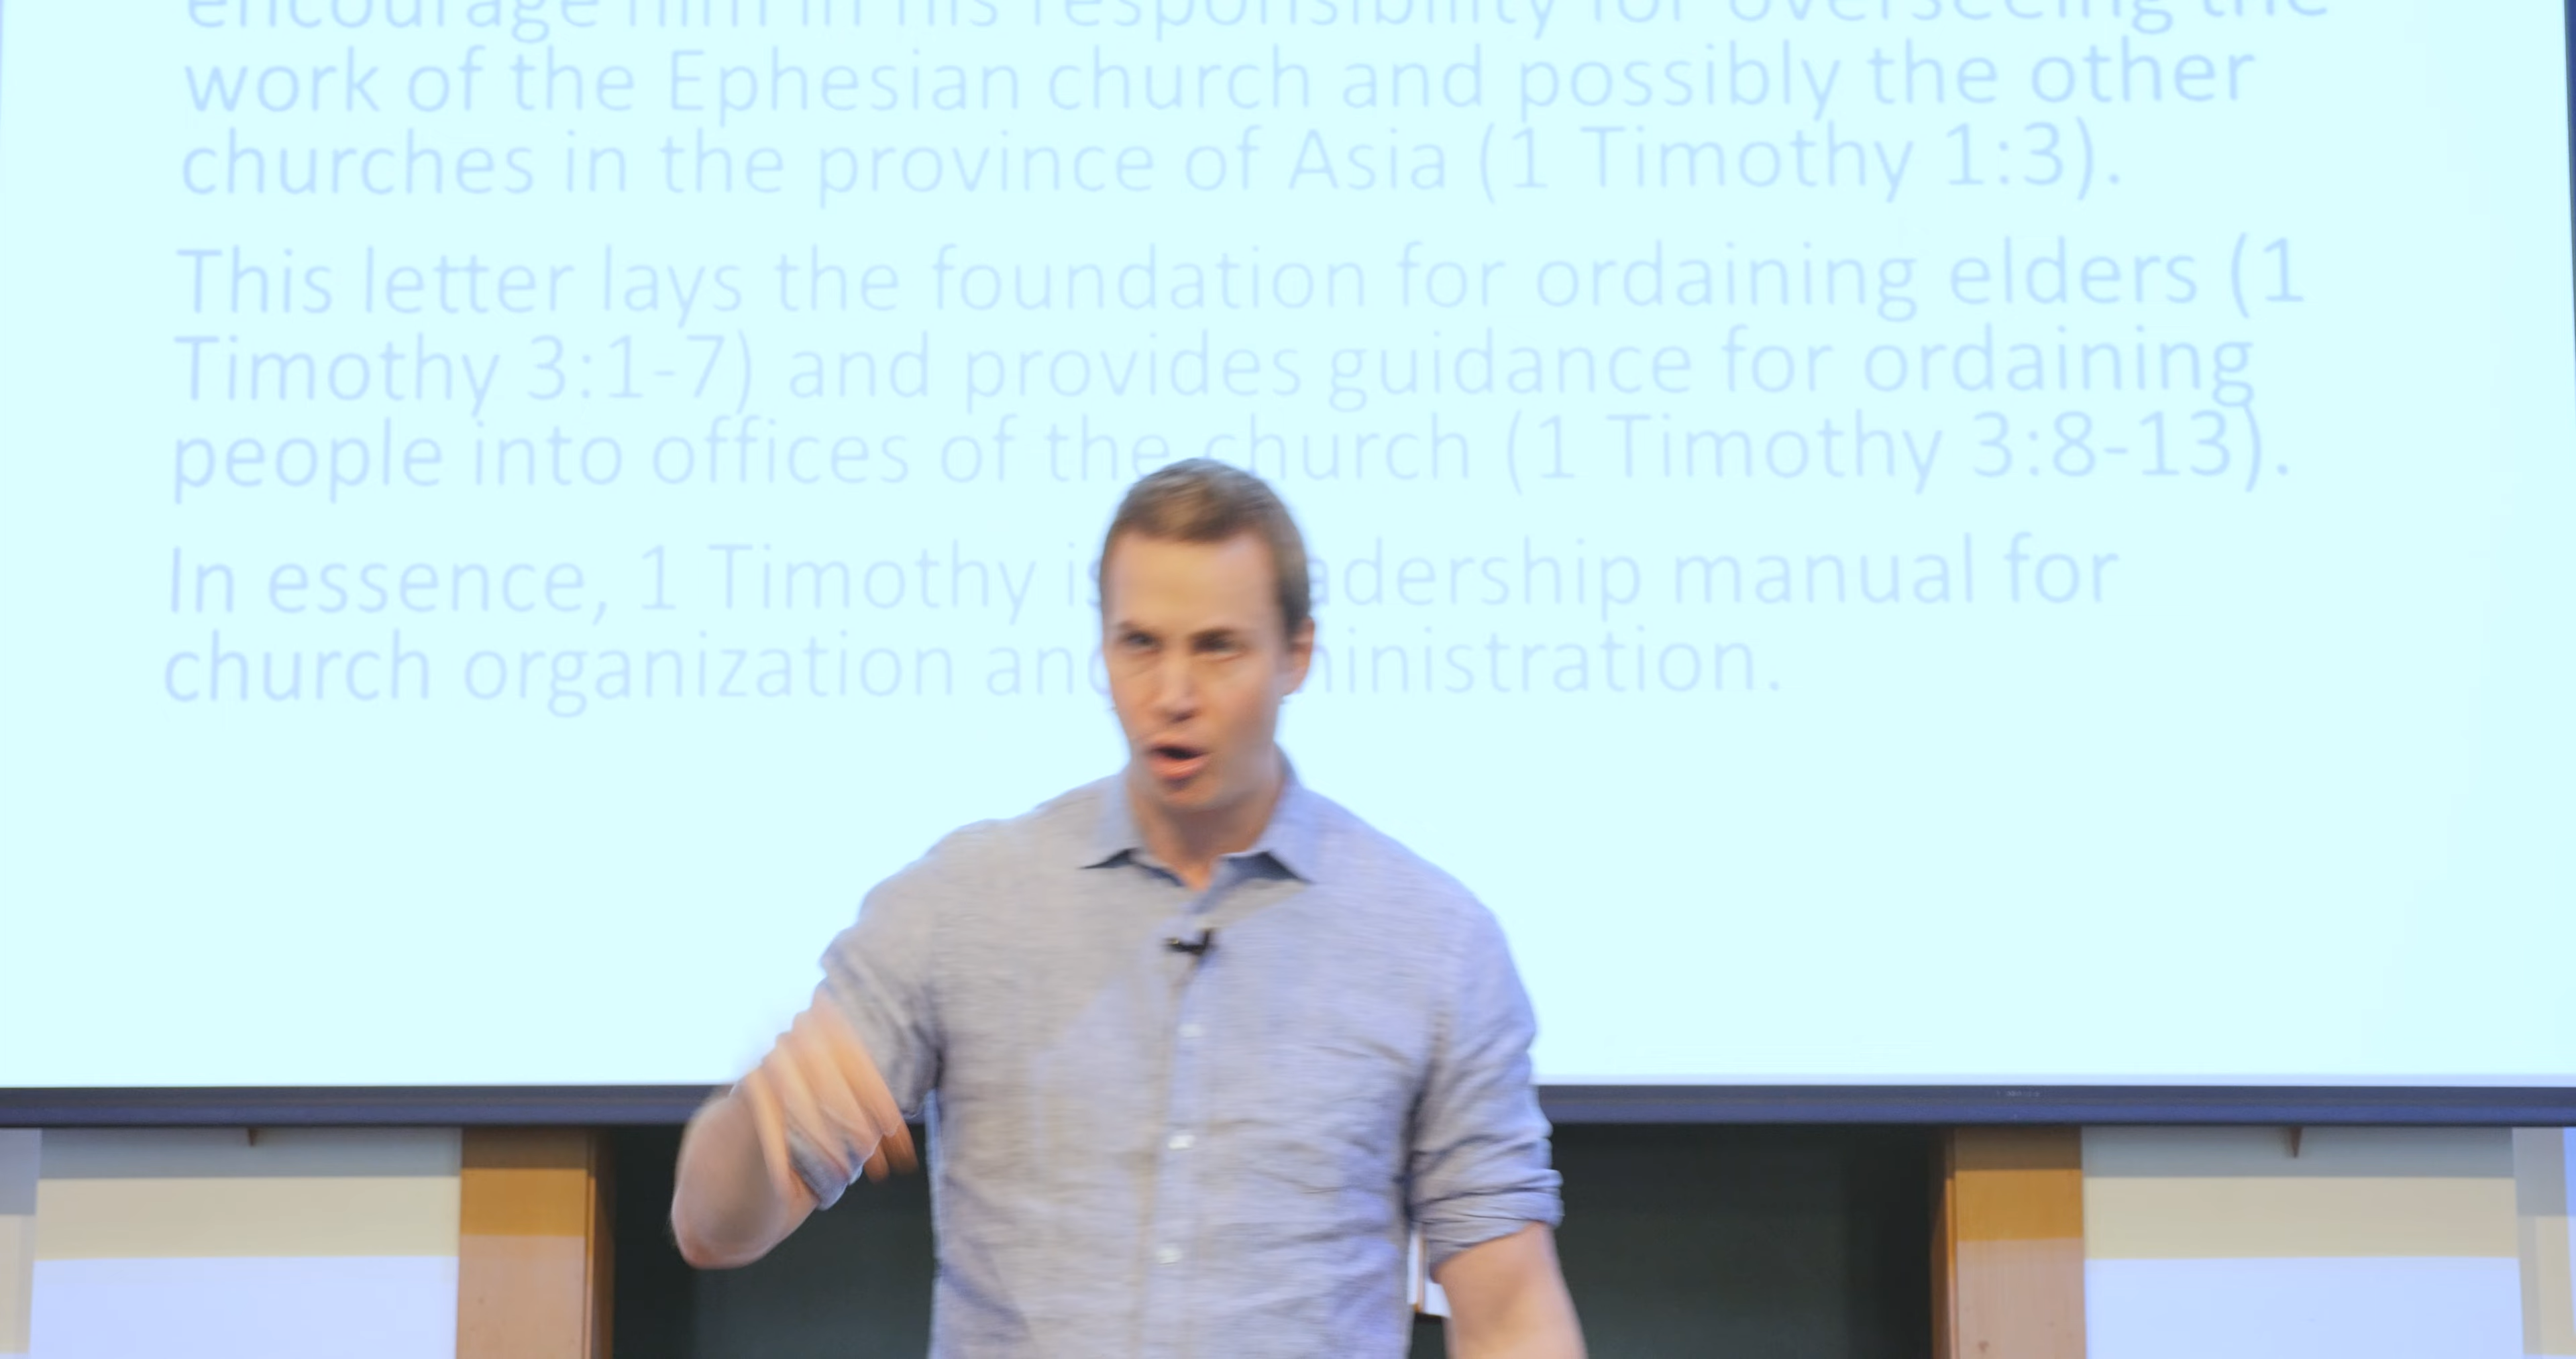 encourage him in his responsibility for overseeing the
work of the Ephesian church and possibly the other
churches in the province of Asia (1 Timothy 1:3).
This letter lays the foundation for ordaining elders (1
Timothy 3:1-7) and provides guidance for ordaining
people into offices of the church (1 Timothy 3:8-13).
In essence, 1 Timothy is adership manual for
church organization and ministration.